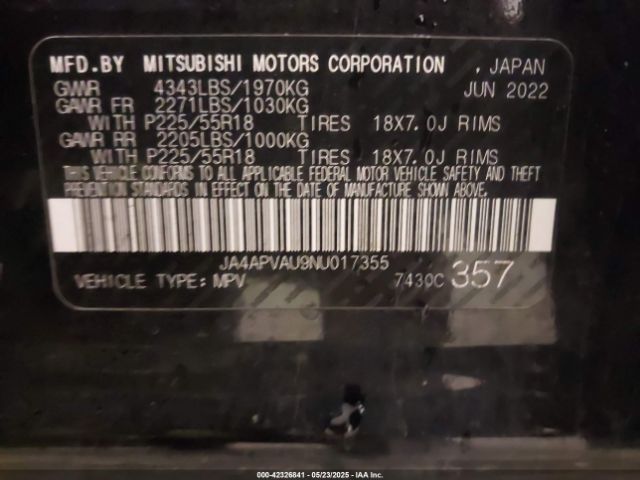 MFD.BY MITSUBISHI MOTORS CORPORATION , JAPAN
GVWR 4343LBS/1970KG JUN 2022
GAWR FR 2271LBS/1030KG
WITH P225/55R18 TIRES 18X7.0J RIMS
GAWR RR 2205LBS/1000KG
WITH P225/55R18 TIRES 18X7.0J RIMS
THIS VEHICLE CONFORMS TO ALL APPLICABLE FEDERAL MOTOR VEHICLE SAFETY AND THEFT
PREVENTION STANDARDS IN EFFECT ON THE DATE OF MANUFACTURE SHOWN ABOVE.
JA4APVAU9NU017355
VEHICLE TYPE: MPV 7430C 357
000-42326841 - 05/23/2025 - IAA Inc.